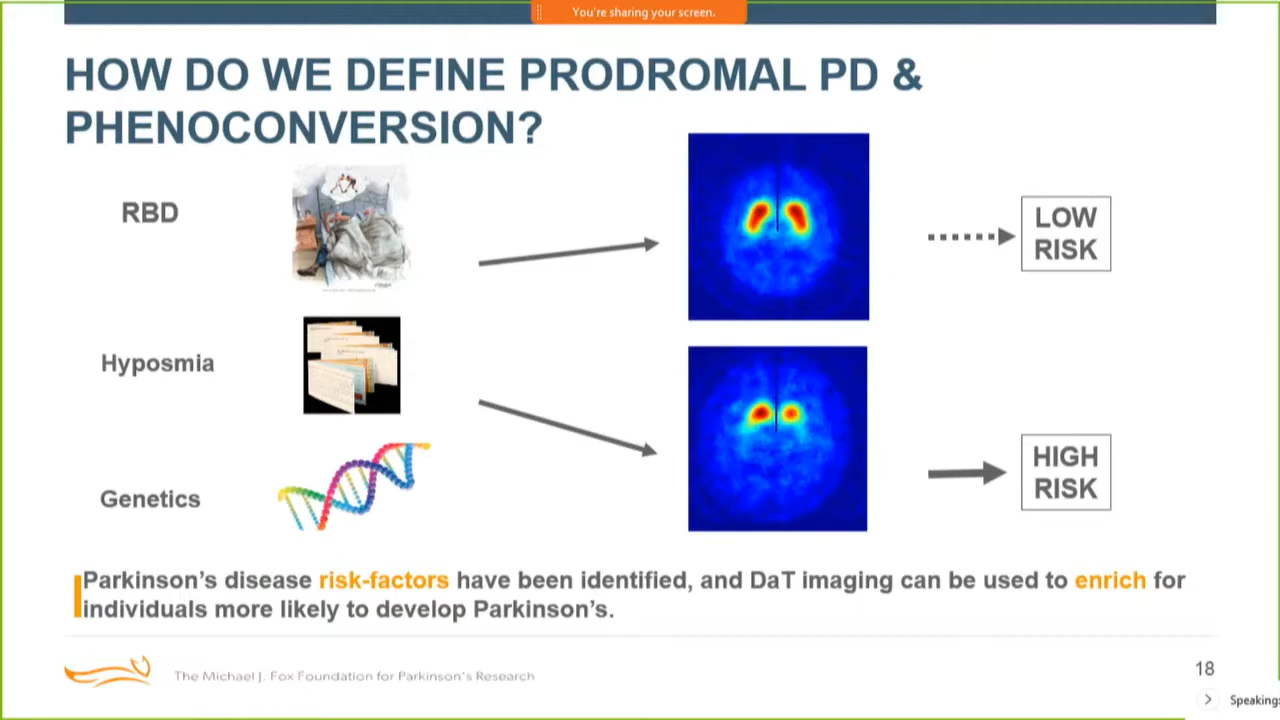 You're sharing your screen.
HOW DO WE DEFINE PRODROMAL PD &
PHENOCONVERSION?
RBD
LOW
RISK
Hyposmia
HIGH
RISK
Genetics
Parkinson's disease risk-factors have been identified, and DaT imaging can be used to enrich for
individuals more likely to develop Parkinson's.
The Michael J. Fox Foundation for Parkinson's Research
18
Speaking: